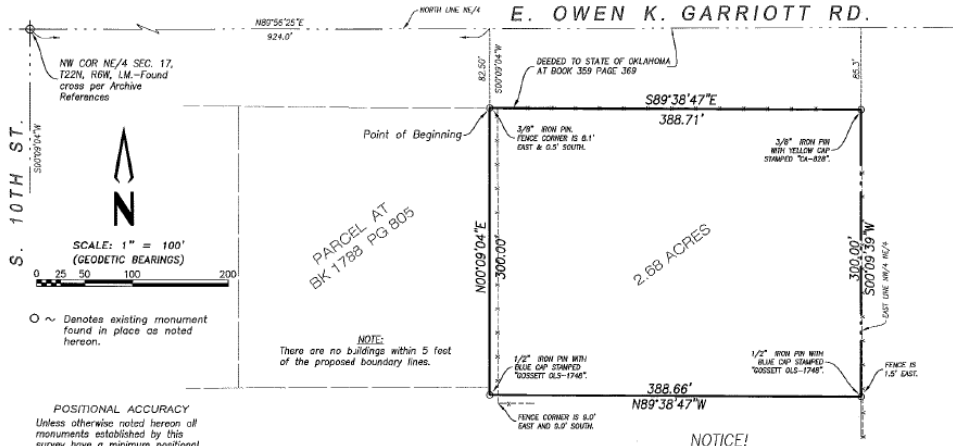 NORTH LINE NE/4
E. OWEN K. GARRIOTT RD.
N89°56'25"E
924.0'
NW COR NE/4 SEC. 17,
T22N, R6W, I.M.-Found
cross per Archive
References
S. 10TH ST.
S00°09'04"W
82.50'
S00°09'04"W
DEEDED TO STATE OF OKLAHOMA
AT BOOK 359 PAGE 369
85.3'
S89°38'47"E
388.71'
Point of Beginning
3/8" IRON PIN.
FENCE CORNER IS 8.1'
EAST & 0.5' SOUTH.
3/8" IRON PIN
WITH YELLOW CAP
STAMPED "CA-828".
N
SCALE: 1" = 100'
(GEODETIC BEARINGS)
0 25 50 100 200
PARCEL AT
BK 1788 PG 805
N00°09'04"E
300.00'
2.68 ACRES
300.00'
S00°09'39"W
EAST LINE NW/4 NE/4
O ~ Denotes existing monument
found in place as noted
hereon.
NOTE:
There are no buildings within 5 feet
of the proposed boundary lines.
1/2" IRON PIN WITH
BLUE CAP STAMPED
"GOSSETT OLS-1748".
1/2" IRON PIN WITH
BLUE CAP STAMPED
"GOSSETT OLS-1748".
FENCE IS
1.5' EAST.
388.66'
N89°38'47"W
FENCE CORNER IS 9.0'
EAST AND 9.0' SOUTH.
POSITIONAL ACCURACY
Unless otherwise noted hereon all
monuments established by this
survey have a minimum positional
NOTICE!